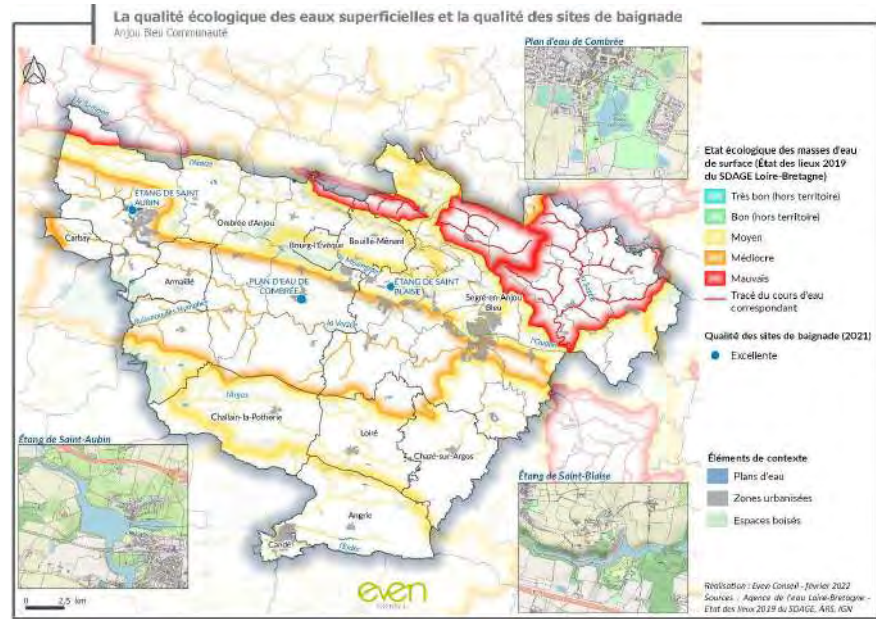 La qualité écologique des eaux superficielles et la qualité des sites de baignade
Anjou Bleu Communauté
Plan d'eau de Combrée
Etat écologique des masses d'eau
de surface (État des lieux 2019
du SDAGE Loire-Bretagne)
Très bon (hors territoire)
Bon (hors territoire)
Moyen
Médiocre
Mauvais
Tracé du cours d'eau
correspondant
Qualité des sites de baignade (2021)
Excellente
Éléments de contexte
Plans d'eau
Zones urbanisées
Espaces boisés
ÉTANG DE SAINT
AUBIN
Carbay
Ombrée d'Anjou
Bourg-l'Évêque
Bouillé-Ménard
Armaillé
PLAN D'EAU DE
COMBRÉE
ÉTANG DE SAINT
BLAISE
Segré-en-Anjou
Bleu
la Verzée
l'Oudon
l'Argos
Challain-la-Potherie
Loiré
Chazé-sur-Argos
Angrie
Candé
l'Erdre
Étang de Saint-Aubin
Étang de Saint-Blaise
even
0 2,5 km
Réalisation : Even Conseil - février 2022
Sources : Agence de l'eau Loire-Bretagne -
Etat des lieux 2019 du SDAGE, ARS, IGN